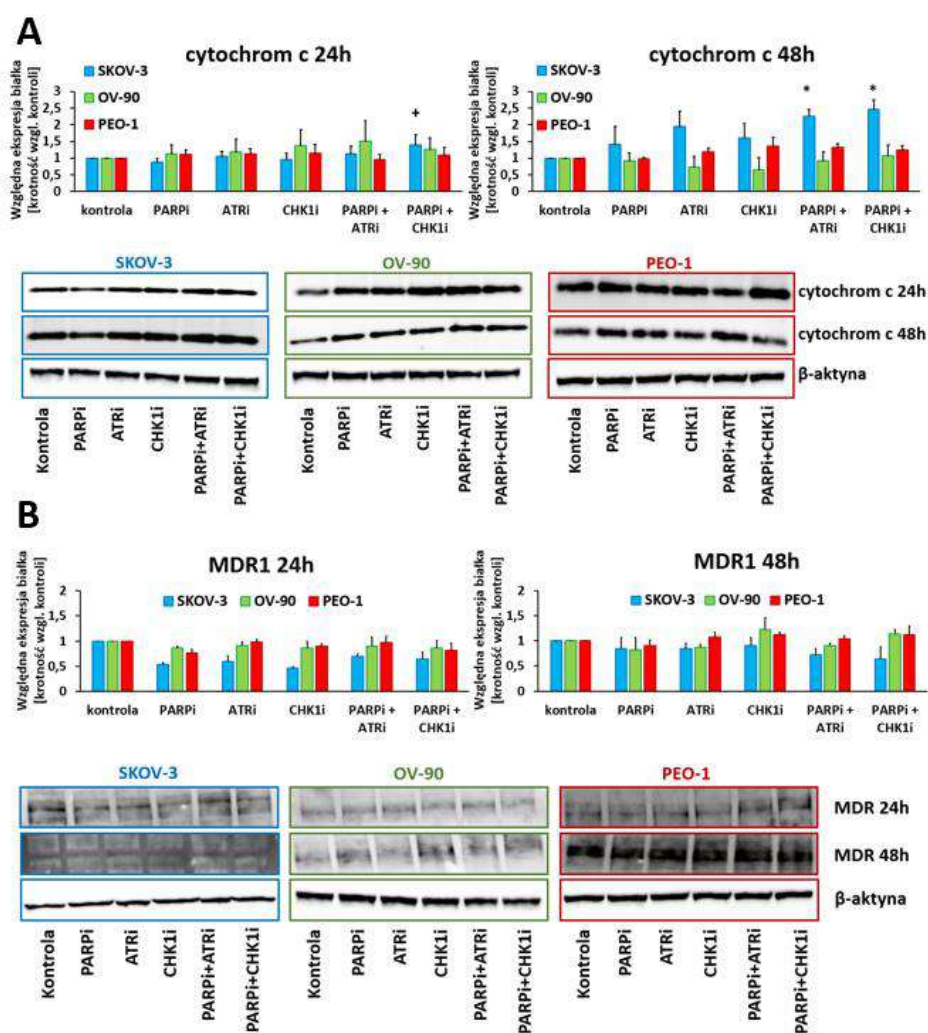 A
cytochrom c 24h
SKOV-3
OV-90
PEO-1
Względna ekspresja białka
[krotność wzgl. kontroli]
3
2,5
2
1,5
1
0,5
0
kontrola PARPi ATRi CHK1i PARPi + ATRi PARPi + CHK1i
+
cytochrom c 48h
SKOV-3
OV-90
PEO-1
Względna ekspresja białka
[krotność wzgl. kontroli]
3
2,5
2
1,5
1
0,5
0
* *
kontrola PARPi ATRi CHK1i PARPi + ATRi PARPi + CHK1i
SKOV-3 OV-90 PEO-1
cytochrom c 24h
cytochrom c 48h
β-aktyna
Kontrola PARPi ATRi CHK1i PARPi+ATRi PARPi+CHK1i
Kontrola PARPi ATRi CHK1i PARPi+ATRi PARPi+CHK1i
Kontrola PARPi ATRi CHK1i PARPi+ATRi PARPi+CHK1i
B
MDR1 24h
SKOV-3 OV-90 PEO-1
Względna ekspresja białka
[krotność wzgl. kontroli]
2
1,5
1
0,5
0
kontrola PARPi ATRi CHK1i PARPi + ATRi PARPi + CHK1i
MDR1 48h
SKOV-3 OV-90 PEO-1
Względna ekspresja białka
[krotność wzgl. kontroli]
2
1,5
1
0,5
0
kontrola PARPi ATRi CHK1i PARPi + ATRi PARPi + CHK1i
SKOV-3 OV-90 PEO-1
MDR 24h
MDR 48h
β-aktyna
Kontrola PARPi ATRi CHK1i PARPi+ATRi PARPi+CHK1i
Kontrola PARPi ATRi CHK1i PARPi+ATRi PARPi+CHK1i
Kontrola PARPi ATRi CHK1i PARPi+ATRi PARPi+CHK1i